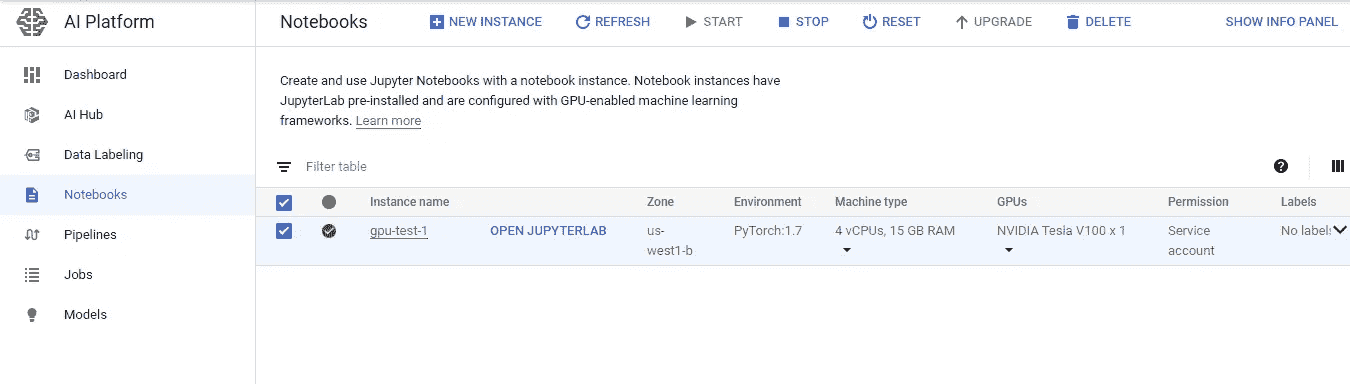 AI Platform
Notebooks
NEW INSTANCE
REFRESH
START
STOP
RESET
UPGRADE
DELETE
SHOW INFO PANEL
Dashboard
AI Hub
Data Labeling
Notebooks
Pipelines
Jobs
Models
Create and use Jupyter Notebooks with a notebook instance. Notebook instances have
JupyterLab pre-installed and are configured with GPU-enabled machine learning
frameworks. Learn more
Filter table
Instance name Zone Environment Machine type GPUs Permission Labels
gpu-test-1 OPEN JUPYTERLAB us- PyTorch:1.7 4 vCPUs, 15 GB RAM NVIDIA Tesia V100 x 1 Service No labels
west1-b account